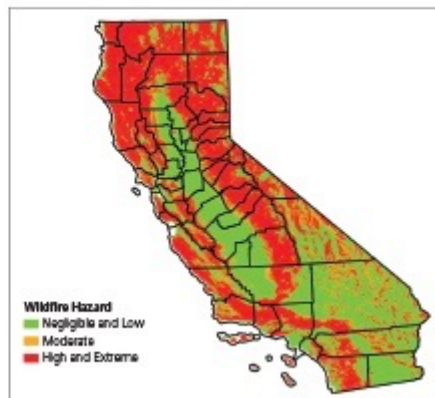 Wildfire Hazard
Negligible and Low
Moderate
High and Extreme